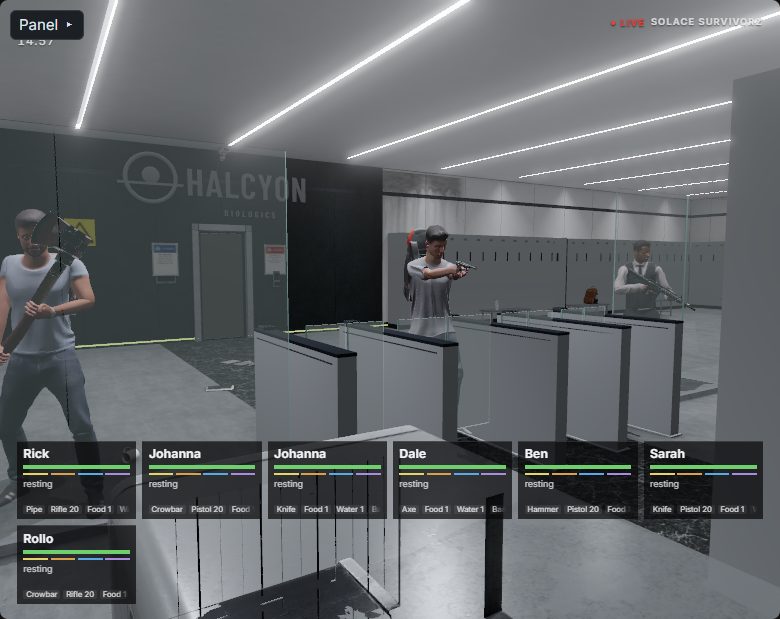 Panel ▸
14:57
● LIVE SOLACE SURVIVORS
HALCYON
BIOLOGICS
Rick
resting
Pipe Rifle 20 Food 1 W
Johanna
resting
Crowbar Pistol 20 Food
Johanna
resting
Knife Food 1 Water 1 B
Dale
resting
Axe Food 1 Water 1 Ba
Ben
resting
Hammer Pistol 20 Food
Sarah
resting
Knife Pistol 20 Food 1
Rollo
resting
Crowbar Rifle 20 Food 1